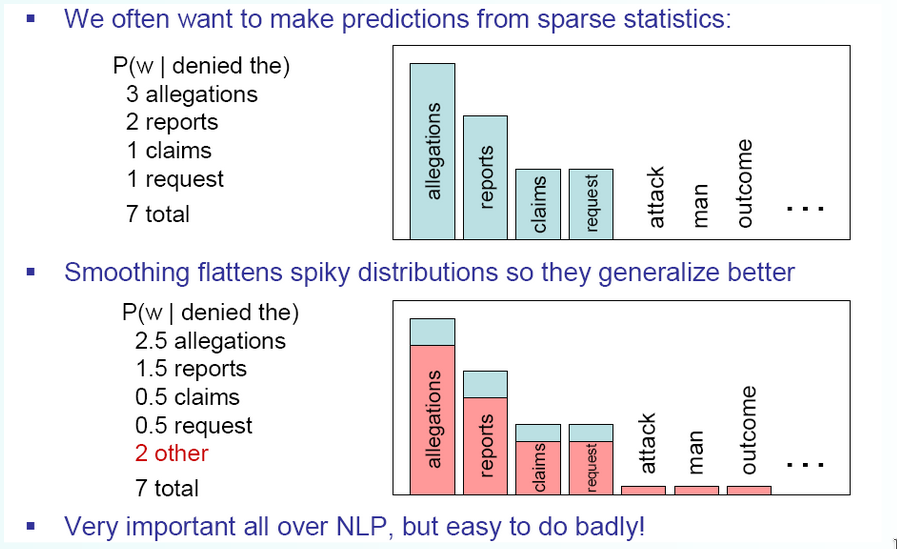 ▪ We often want to make predictions from sparse statistics:
P(w | denied the)
3 allegations
2 reports
1 claims
1 request
7 total
allegations
reports
claims
request
attack
man
outcome
...
▪ Smoothing flattens spiky distributions so they generalize better
P(w | denied the)
2.5 allegations
1.5 reports
0.5 claims
0.5 request
2 other
7 total
allegations
reports
claims
request
attack
man
outcome
...
▪ Very important all over NLP, but easy to do badly!